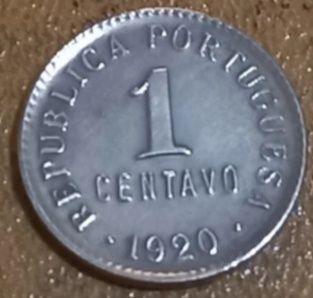 REPUBLICA PORTUGUESA
1
CENTAVO
· 1920 ·